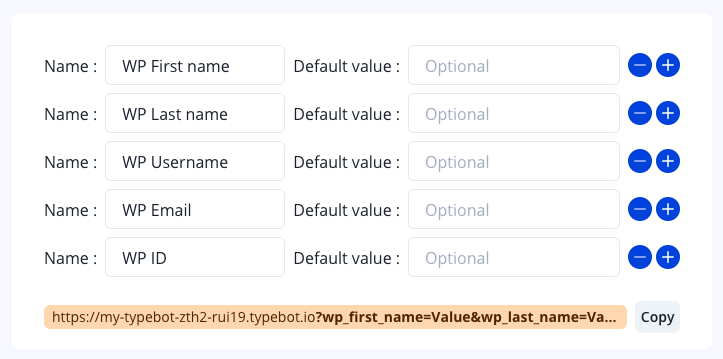 Name : WP First name Default value : Optional
Name : WP Last name Default value : Optional
Name : WP Username Default value : Optional
Name : WP Email Default value : Optional
Name : WP ID Default value : Optional
https://my-typebot-zth2-rui19.typebot.io?wp_first_name=Value&wp_last_name=Va... Copy